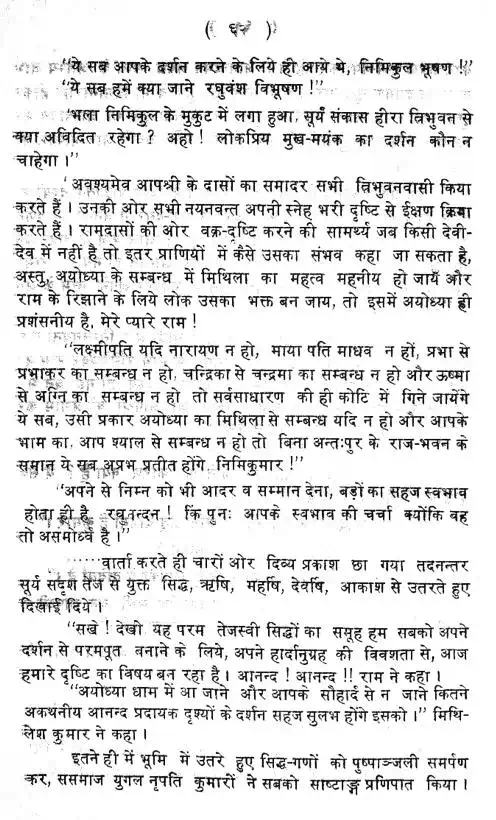 ( ६२ )
“ये सब आपके दर्शन करने के लिये ही आये थे, निमिकुल भूषण !”
“ये सब हमें क्या जाने रघुवंश विभूषण !”
“भला निमिकुल के मुकुट में लगा हुआ, सूर्य संकास हीरा त्रिभुवन से
क्या अविदित रहेगा ? अहो ! लोकप्रिय मुख-मयंक का दर्शन कौन न
चाहेगा ।”
“अवश्यमेव आपश्री के दासों का समादर सभी त्रिभुवनवासी किया
करते हैं । उनकी ओर सभी नयनवन्त अपनी स्नेह भरी दृष्टि से ईक्षण क्रिया
करते हैं । रामदासों की ओर वक्र-दृष्टि करने की सामर्थ्य जब किसी देवी-
देव में नहीं है तो इतर प्राणियों में कैसे उसका संभव कहा जा सकता है,
अस्तु, अयोध्या के सम्बन्ध में मिथिला का महत्व महनीय हो जायें और
राम के रिझाने के लिये लोक उसका भक्त बन जाय, तो इसमें अयोध्या ही
प्रशंसनीय है, मेरे प्यारे राम !
“लक्ष्मीपति यदि नारायण न हो, माया पति माधव न हों, प्रभा से
प्रभाकर का सम्बन्ध न हो, चन्द्रिका से चन्द्रमा का सम्बन्ध न हो और ऊष्मा
से अग्नि का सम्बन्ध न हो तो सर्वसाधारण की ही कोटि में गिने जायेंगे
ये सब, उसी प्रकार अयोध्या का मिथिला से सम्बन्ध यदि न हो और आपके
भाम का, आप श्याल से सम्बन्ध न हो तो बिना अन्तःपुर के राज-भवन के
समान ये सब अप्रभ प्रतीत होंगे निमिकुमार !”
“अपने से निम्न को भी आदर व सम्मान देना, बड़ों का सहज स्वभाव
होता ही है रघुनन्दन ! किं पुनः आपके स्वभाव की चर्चा क्योंकि वह
तो असमोर्ध्व है ।”
......वार्ता करते ही चारों ओर दिव्य प्रकाश छा गया तदनन्तर
सूर्य सदृश तेज से युक्त सिद्ध, ऋषि, महर्षि, देवर्षि, आकाश से उतरते हुए
दिखाई दिये ।
“सखे ! देखी यह परम तेजस्वी सिद्धों का समूह हम सबको अपने
दर्शन से परमपूत बनाने के लिये, अपने हार्दानुग्रह की विवशता से, आज
हमारे दृष्टि का विषय बन रहा है । आनन्द ! आनन्द !! राम ने कहा ।
“अयोध्या धाम में आ जाने और आपके सौहार्द से न जाने कितने
अकथनीय आनन्द प्रदायक दृश्यों के दर्शन सहज सुलभ होंगे इसको ।” मिथि-
लेश कुमार ने कहा ।
इतने ही में भूमि में उतरे हुए सिद्ध-गणों को पुष्पाञ्जली समर्पण
कर, ससमाज युगल नृपति कुमारों ने सबको साष्टाङ्ग प्रणिपात किया ।